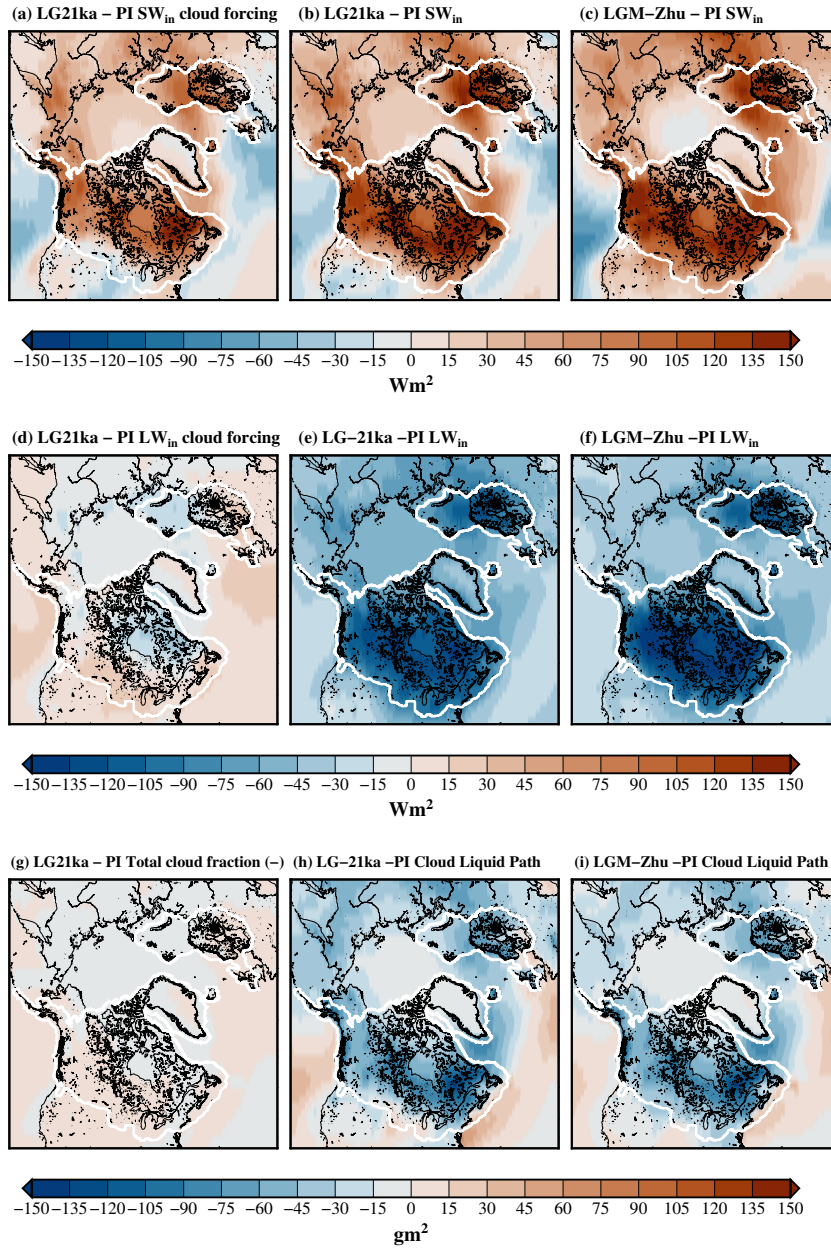 (a) LG21ka − PI SWin cloud forcing
(b) LG21ka − PI SWin
(c) LGM−Zhu − PI SWin
−150 −120 −90 −75 −60 −45 −30 −15 0 15 30 45 60 75 90 105 120 135 150
Wm2
(d) LG21ka − PI LWin cloud forcing
(e) LG−21ka −PI LWin
(f) LGM−Zhu −PI LWin
−150 −135 −120 −105 −90 −75 −60 −45 −30 −15 0 15 30 45 60 75 90 105 120 135 150
Wm2
(g) LG21ka − PI Total cloud fraction (−)
(h) LG−21ka −PI Cloud Liquid Path
(i) LGM−Zhu −PI Cloud Liquid Path
−150 −135 −120 −105 −90 −75 −60 −45 −30 −15 0 15 30 45 60 75 90 105 120 135 150
gm2